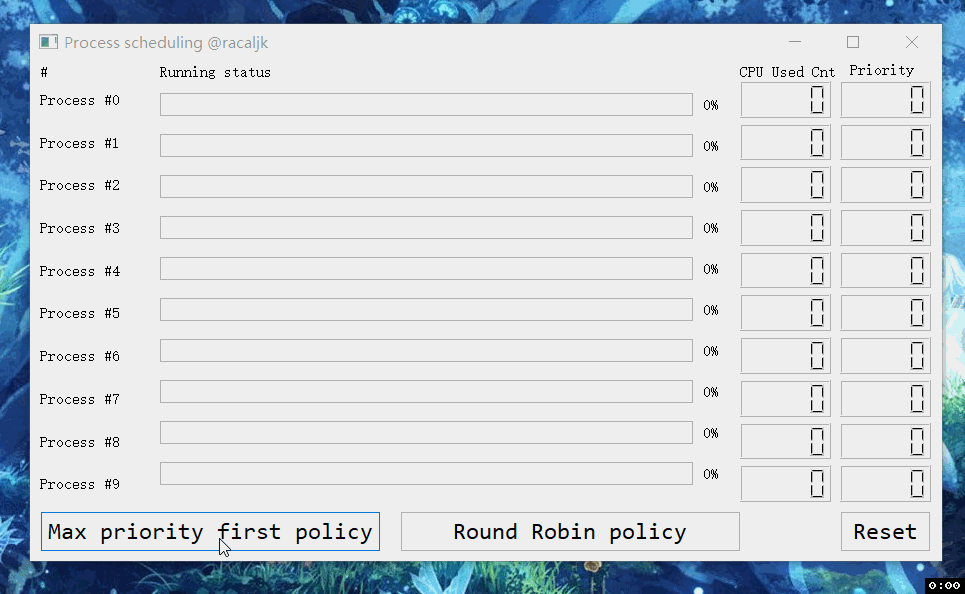 Process scheduling @racaljk
# Running status CPU Used Cnt Priority
Process #0 0% 0 0
Process #1 0% 0 0
Process #2 0% 0 0
Process #3 0% 0 0
Process #4 0% 0 0
Process #5 0% 0 0
Process #6 0% 0 0
Process #7 0% 0 0
Process #8 0% 0 0
Process #9 0% 0 0
Max priority first policy Round Robin policy Reset
0:00